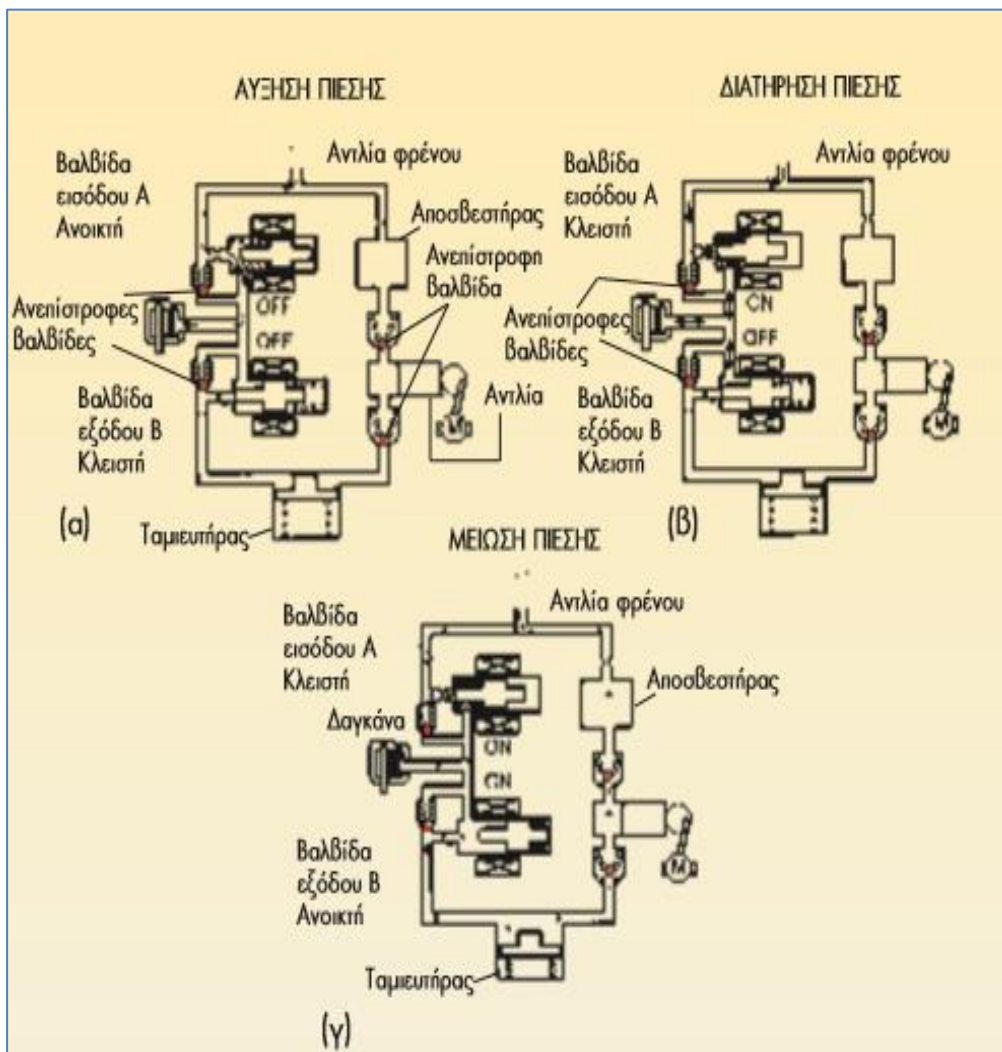 ΑΥΞΗΣΗ ΠΙΕΣΗΣ
Αντλία φρένου
Βαλβίδα
εισόδου Α
Ανοικτή
Αποσβεστήρας
Ανεπίστροφη
βαλβίδα
OFF
OFF
Ανεπίστροφες
βαλβίδες
Αντλία
Βαλβίδα
εξόδου Β
Κλειστή
M
Ταμιευτήρας
(α)
ΔΙΑΤΗΡΗΣΗ ΠΙΕΣΗΣ
Αντλία φρένου
Βαλβίδα
εισόδου Α
Κλειστή
ON
OFF
Ανεπίστροφες
βαλβίδες
Βαλβίδα
εξόδου Β
Κλειστή
M
(β)
ΜΕΙΩΣΗ ΠΙΕΣΗΣ
Αντλία φρένου
Βαλβίδα
εισόδου Α
Κλειστή
Αποσβεστήρας
Δαγκάνα
ON
ON
Βαλβίδα
εξόδου Β
Ανοικτή
M
Ταμιευτήρας
(γ)